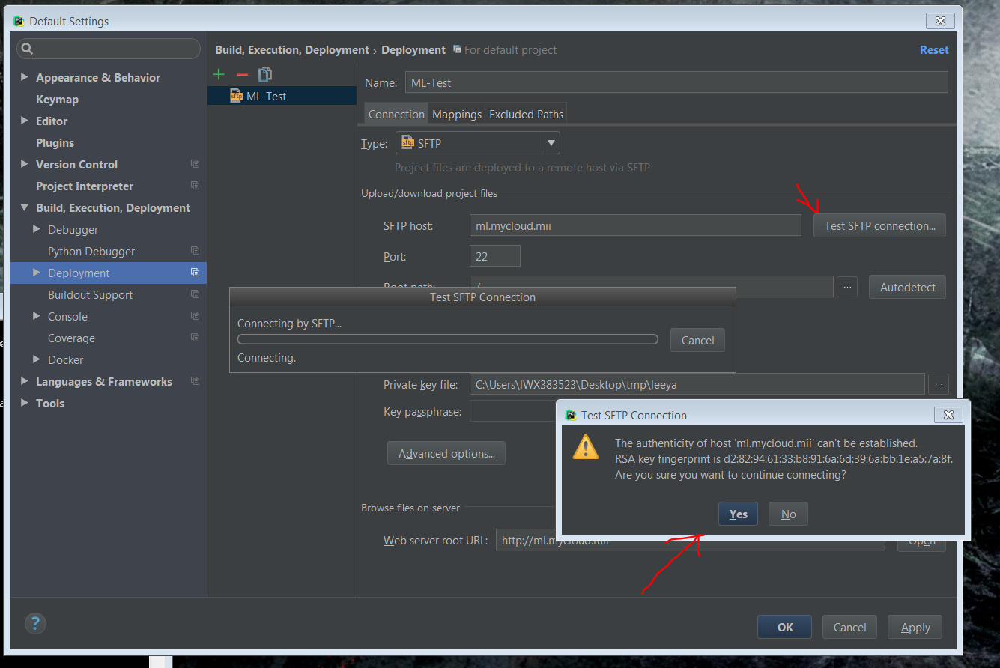 Default Settings
Build, Execution, Deployment › Deployment For default project Reset
Appearance & Behavior
Keymap
Editor
Plugins
Version Control
Project Interpreter
Build, Execution, Deployment
Debugger
Python Debugger
Deployment
Buildout Support
Console
Coverage
Docker
Languages & Frameworks
Tools
sftp ML-Test
Name: ML-Test
Connection Mappings Excluded Paths
Type: sftp SFTP
Project files are deployed to a remote host via SFTP
Upload/download project files
SFTP host: ml.mycloud.mii Test SFTP connection...
Port: 22
Root path: / ... Autodetect
Test SFTP Connection
Connecting by SFTP...
Cancel
Connecting.
Private key file: C:\Users\lWX383523\Desktop\tmp\leeya ...
Key passphrase:
Advanced options...
Test SFTP Connection
The authenticity of host 'ml.mycloud.mii' can't be established.
RSA key fingerprint is d2:82:94:61:33:b8:91:6a:6d:39:6a:bb:1e:a5:7a:8f.
Are you sure you want to continue connecting?
Yes No
Browse files on server
Web server root URL: http://ml.mycloud.mii Open
? OK Cancel Apply